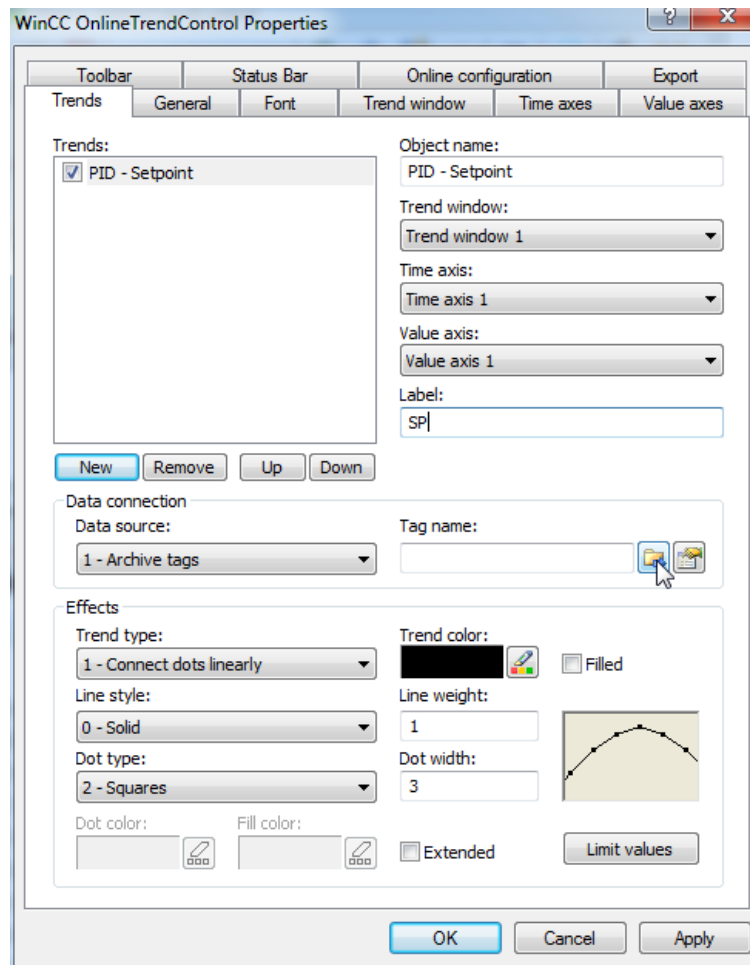 WinCC OnlineTrendControl Properties
Toolbar Status Bar Online configuration Export
Trends General Font Trend window Time axes Value axes
Trends:
PID - Setpoint
Object name:
PID - Setpoint
Trend window:
Trend window 1
Time axis:
Time axis 1
Value axis:
Value axis 1
Label:
SP
New Remove Up Down
Data connection
Data source:
1 - Archive tags
Tag name:
Effects
Trend type:
1 - Connect dots linearly
Trend color:
Filled
Line style:
0 - Solid
Line weight:
1
Dot type:
2 - Squares
Dot width:
3
Dot color:
Fill color:
Extended
Limit values
OK Cancel Apply